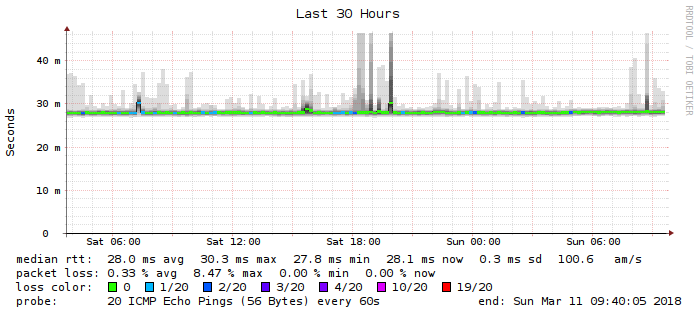 Last 30 Hours
RRDTOOL / TOBI OETIKER
Seconds
40 m
30 m
20 m
10 m
0
Sat 06:00 Sat 12:00 Sat 18:00 Sun 00:00 Sun 06:00
median rtt: 28.0 ms avg 30.3 ms max 27.8 ms min 28.1 ms now 0.3 ms sd 100.6 am/s
packet loss: 0.33 % avg 8.47 % max 0.00 % min 0.00 % now
loss color: 0 1/20 2/20 3/20 4/20 10/20 19/20
probe: 20 ICMP Echo Pings (56 Bytes) every 60s end: Sun Mar 11 09:40:05 2018